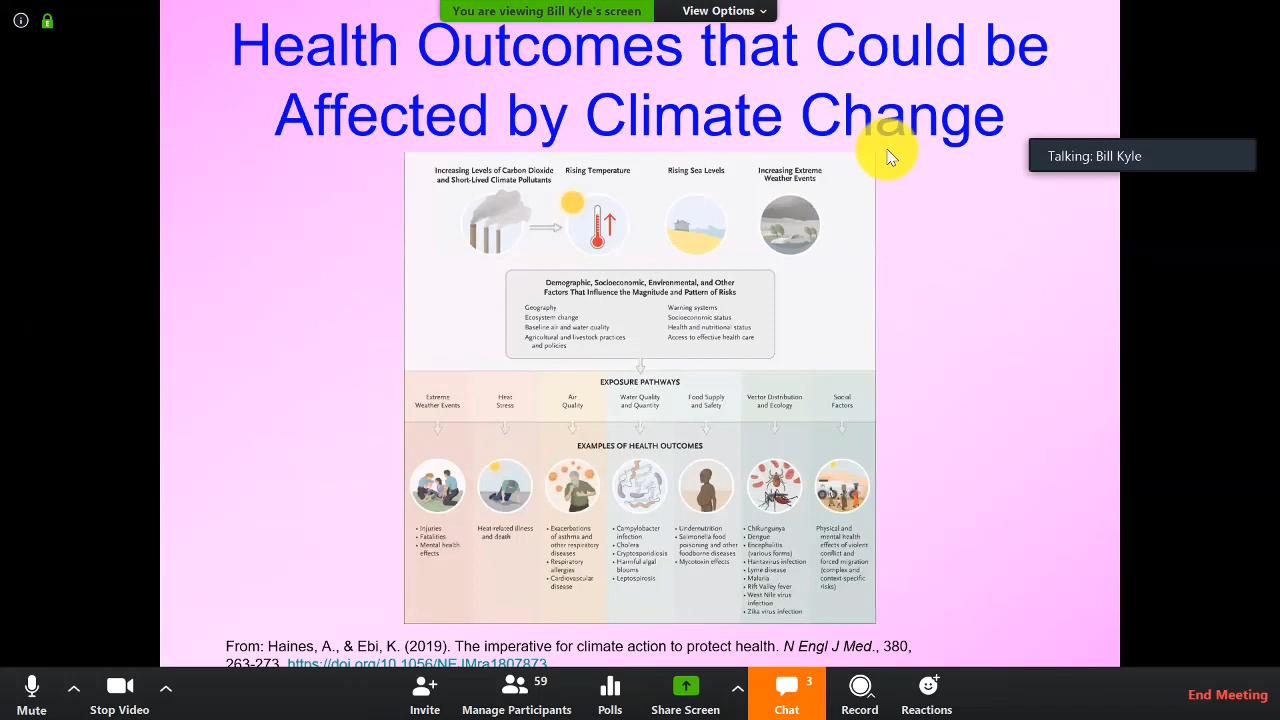 You are viewing Bill Kyle's screen
View Options
Health Outcomes that Could be
Affected by Climate Change
Talking: Bill Kyle
Increasing Levels of Carbon Dioxide
and Short-Lived Climate Pollutants
Rising Temperature
Rising Sea Levels
Increasing Extreme
Weather Events
Demographic, Socioeconomic, Environmental, and Other
Factors That Influence the Magnitude and Pattern of Risks
Geography
Ecosystem change
Baseline air and water quality
Agricultural and livestock practices
and policies
Warning systems
Socioeconomic status
Health and nutritional status
Access to effective health care
EXPOSURE PATHWAYS
Extreme
Weather Events
Heat
Stress
Air
Quality
Water Quality
and Quantity
Food Supply
and Safety
Vector Distribution
and Ecology
Social
Factors
EXAMPLES OF HEALTH OUTCOMES
• Injuries
• Fatalities
• Mental health
effects
Heat-related illness
and death
• Exacerbations
of asthma and
other respiratory
diseases
• Respiratory
allergies
• Cardiovascular
disease
• Campylobacter
infection
• Cholera
• Cryptosporidiosis
• Harmful algal
blooms
• Leptospirosis
• Undernutrition
• Salmonella food
poisoning and other
foodborne diseases
• Mycotoxin effects
• Chikungunya
• Dengue
• Encephalitis
(various forms)
• Hantavirus infection
• Lyme disease
• Malaria
• Rift Valley fever
• West Nile virus
infection
• Zika virus infection
Physical and
mental health
effects of violent
conflict and
forced migration
(complex and
context-specific
risks)
From: Haines, A., & Ebi, K. (2019). The imperative for climate action to protect health. N Engl J Med., 380,
263-273. https://doi.org/10.1056/NEJMra1807873
Mute
Stop Video
Invite
59
Manage Participants
Polls
Share Screen
3
Chat
Record
Reactions
End Meeting